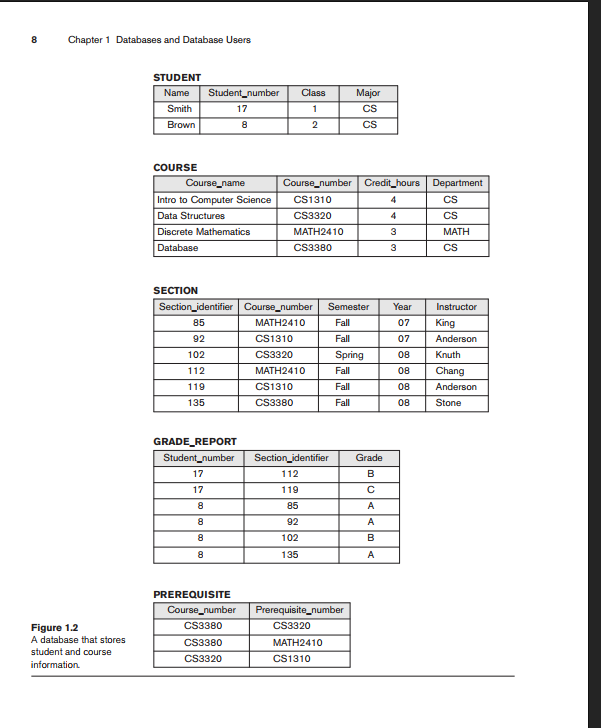 8 Chapter 1 Databases and Database Users
STUDENT
Name Student_number Class Major
Smith 17 1 CS
Brown 8 2 CS
COURSE
Course_name Course_number Credit_hours Department
Intro to Computer Science CS1310 4 CS
Data Structures CS3320 4 CS
Discrete Mathematics MATH2410 3 MATH
Database CS3380 3 CS
SECTION
Section_identifier Course_number Semester Year Instructor
85 MATH2410 Fall 07 King
92 CS1310 Fall 07 Anderson
102 CS3320 Spring 08 Knuth
112 MATH2410 Fall 08 Chang
119 CS1310 Fall 08 Anderson
135 CS3380 Fall 08 Stone
GRADE_REPORT
Student_number Section_identifier Grade
17 112 B
17 119 C
8 85 A
8 92 A
8 102 B
8 135 A
PREREQUISITE
Course_number Prerequisite_number
CS3380 CS3320
CS3380 MATH2410
CS3320 CS1310
Figure 1.2
A database that stores
student and course
information.